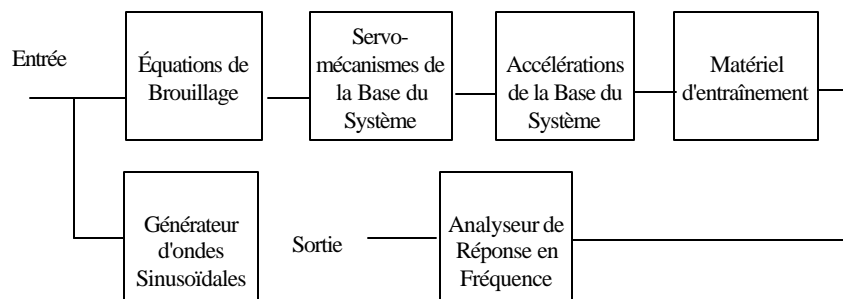 Entrée
Équations de
Brouillage
Servo-
mécanismes de
la Base du
Système
Accélérations
de la Base du
Système
Matériel
d'entraînement
Générateur
d'ondes
Sinusoïdales
Sortie
Analyseur de
Réponse en
Fréquence